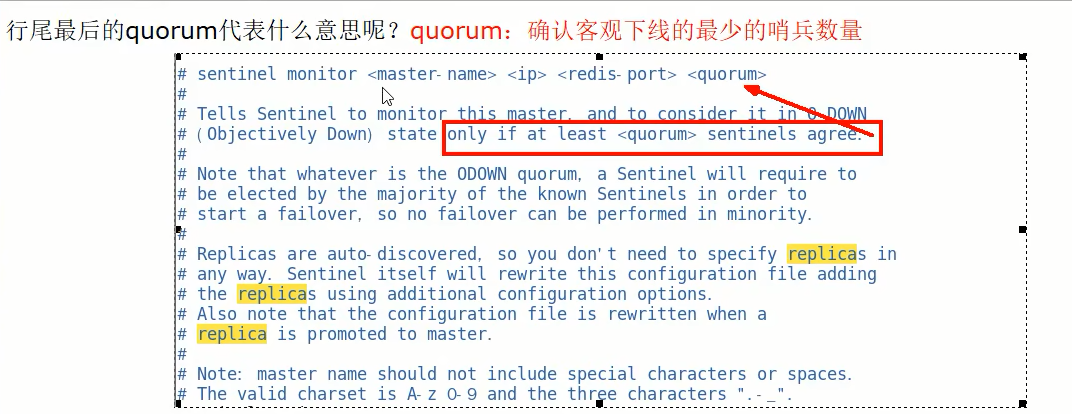 行尾最后的quorum代表什么意思呢？quorum：确认客观下线的最少的哨兵数量
# sentinel monitor <master-name> <ip> <redis-port> <quorum>
#
# Tells Sentinel to monitor this master, and to consider it in O_DOWN
# (Objectively Down) state only if at least <quorum> sentinels agree.
#
# Note that whatever is the ODOWN quorum, a Sentinel will require to
# be elected by the majority of the known Sentinels in order to
# start a failover, so no failover can be performed in minority.
#
# Replicas are auto-discovered, so you don't need to specify replicas in
# any way. Sentinel itself will rewrite this configuration file adding
# the replicas using additional configuration options.
# Also note that the configuration file is rewritten when a
# replica is promoted to master.
#
# Note: master name should not include special characters or spaces.
# The valid charset is A-z 0-9 and the three characters ".-_".